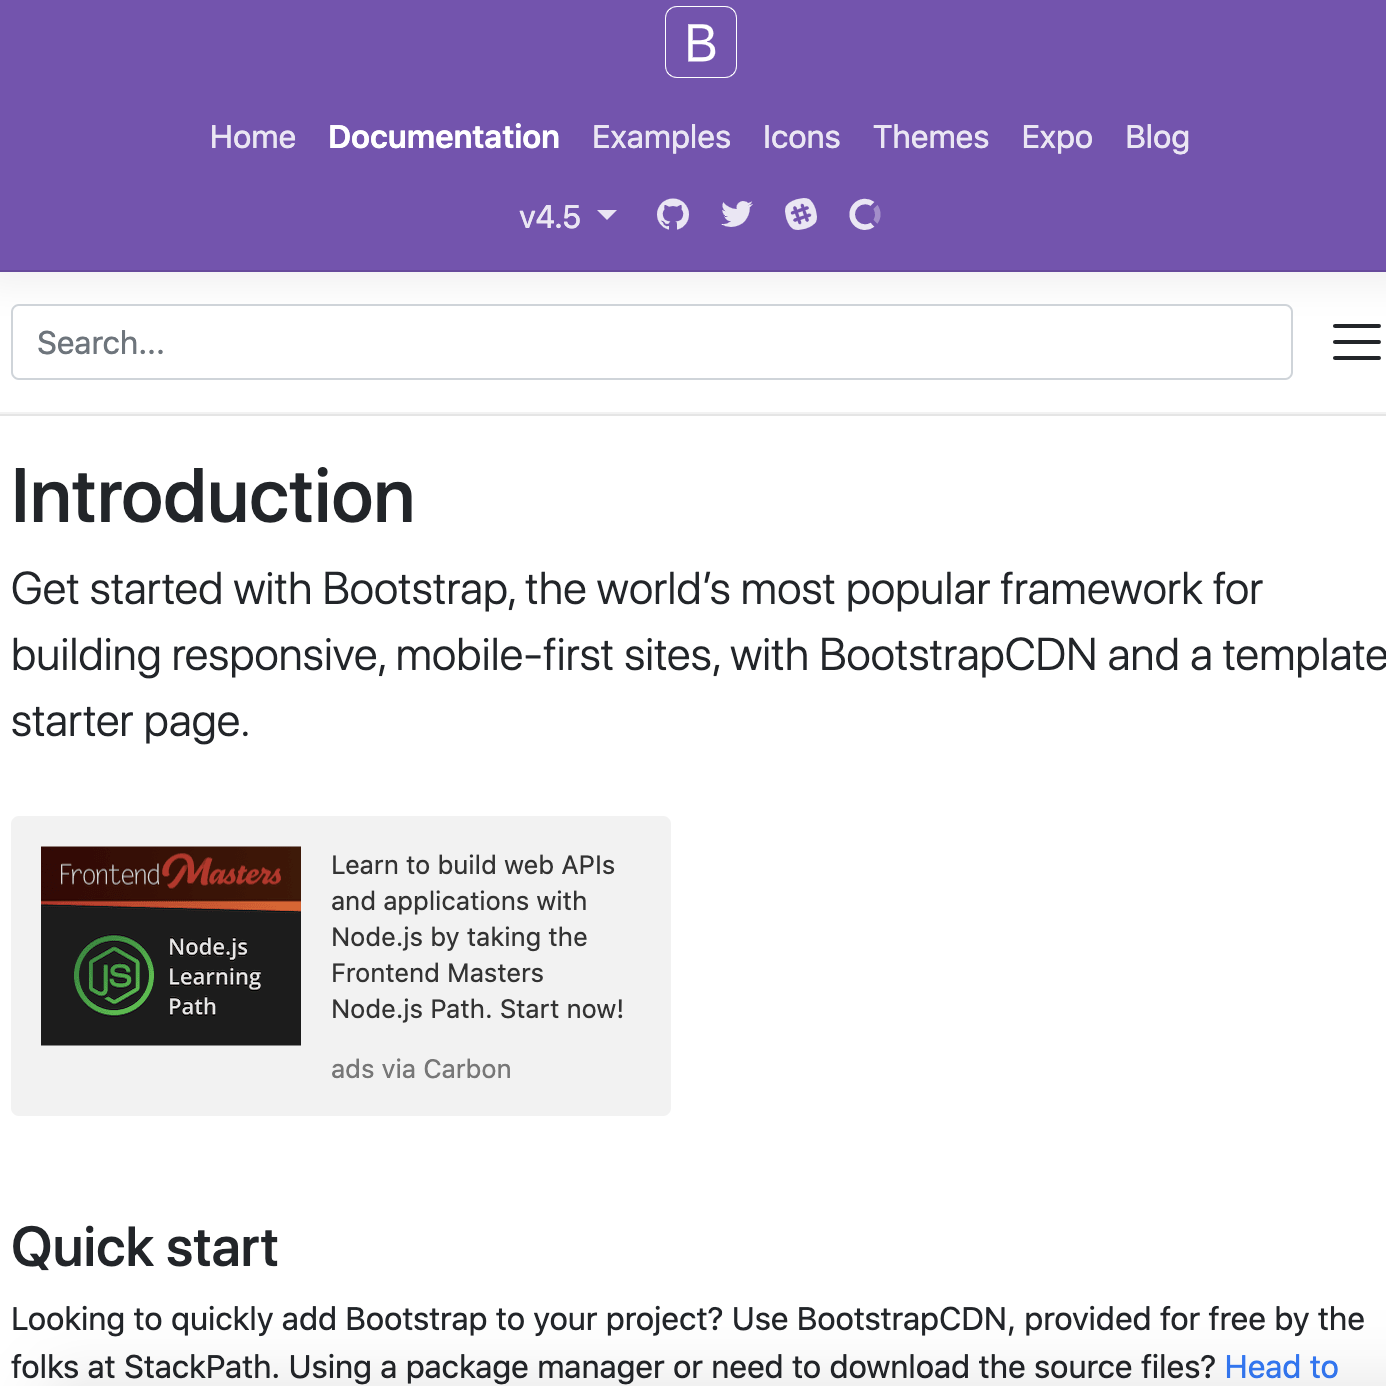 B
Home Documentation Examples Icons Themes Expo Blog
v4.5
Search...
Introduction
Get started with Bootstrap, the world’s most popular framework for
building responsive, mobile-first sites, with BootstrapCDN and a template
starter page.
Frontend Masters
JS
Node.js
Learning
Path
Learn to build web APIs
and applications with
Node.js by taking the
Frontend Masters
Node.js Path. Start now!
ads via Carbon
Quick start
Looking to quickly add Bootstrap to your project? Use BootstrapCDN, provided for free by the
folks at StackPath. Using a package manager or need to download the source files? Head to